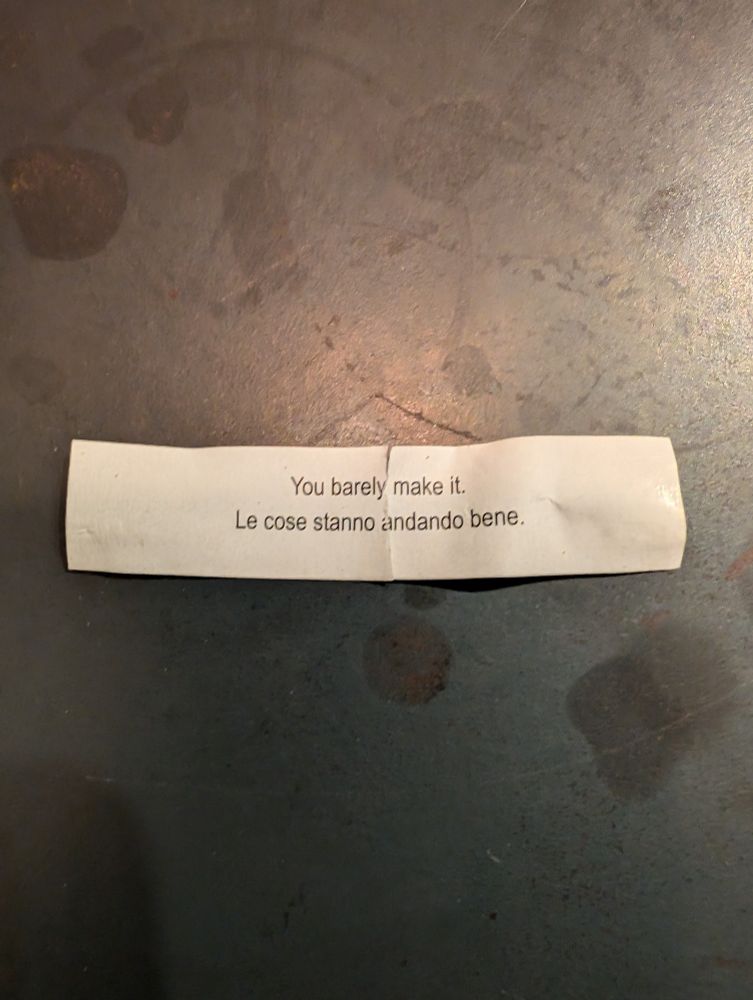 You barely make it.
Le cose stanno andando bene.